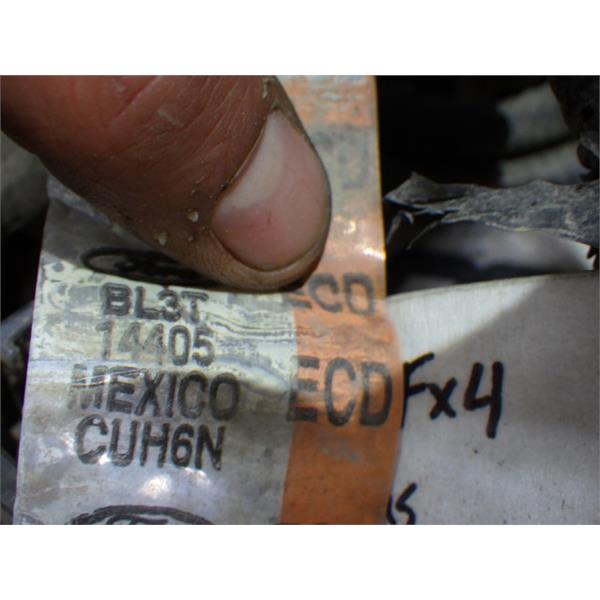 BL3T ECD
14405
MEXICO ECD Fx4
CUH6N